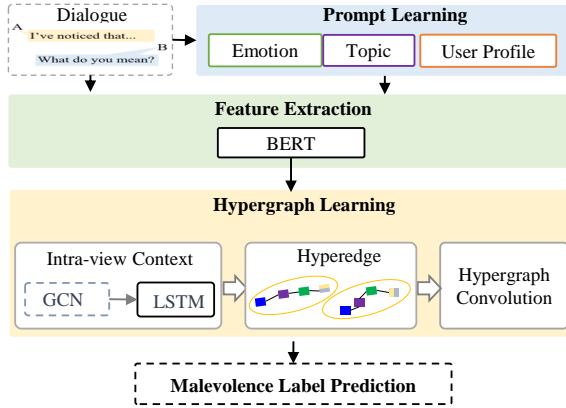 Dialogue
A
I've noticed that...
B
What do you mean?
Prompt Learning
Emotion
Topic
User Profile
Feature Extraction
BERT
Hypergraph Learning
Intra-view Context
GCN
LSTM
Hyperedge
Hypergraph
Convolution
Malevolence Label Prediction